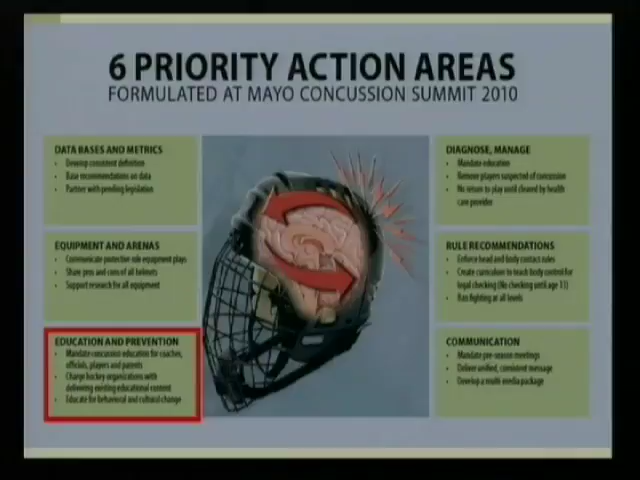 6 PRIORITY ACTION AREAS
FORMULATED AT MAYO CONCUSSION SUMMIT 2010
DATA BASES AND METRICS
• Develop consistent definition
• Base recommendations on data
• Partner with pending legislation
EQUIPMENT AND ARENAS
• Communicate protective role equipment plays
• Share pros and cons of all helmets
• Support research for all equipment
EDUCATION AND PREVENTION
• Mandate concussion education for coaches,
officials, players and parents
• Charge hockey organizations with
delivering existing educational content
• Educate for behavioral and cultural change
DIAGNOSE, MANAGE
• Mandate education
• Remove players suspected of concussion
• No return to play until cleared by health
care provider
RULE RECOMMENDATIONS
• Enforce head and body contact rules
• Create curriculum to teach body control for
legal checking (No checking until age 13)
• Ban fighting at all levels
COMMUNICATION
• Mandate pre-season meetings
• Deliver unified, consistent message
• Develop a multi-media package